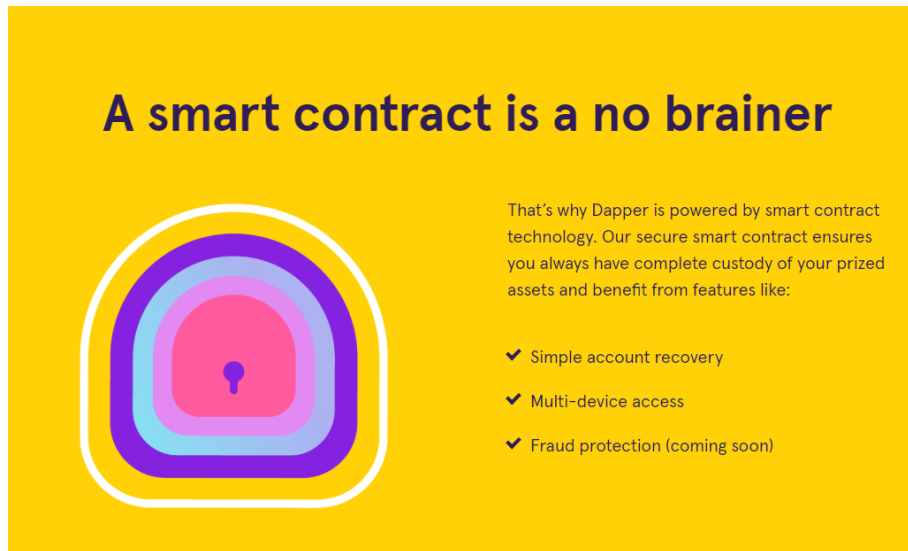 A smart contract is a no brainer
That’s why Dapper is powered by smart contract
technology. Our secure smart contract ensures
you always have complete custody of your prized
assets and benefit from features like:
Simple account recovery
Multi-device access
Fraud protection (coming soon)